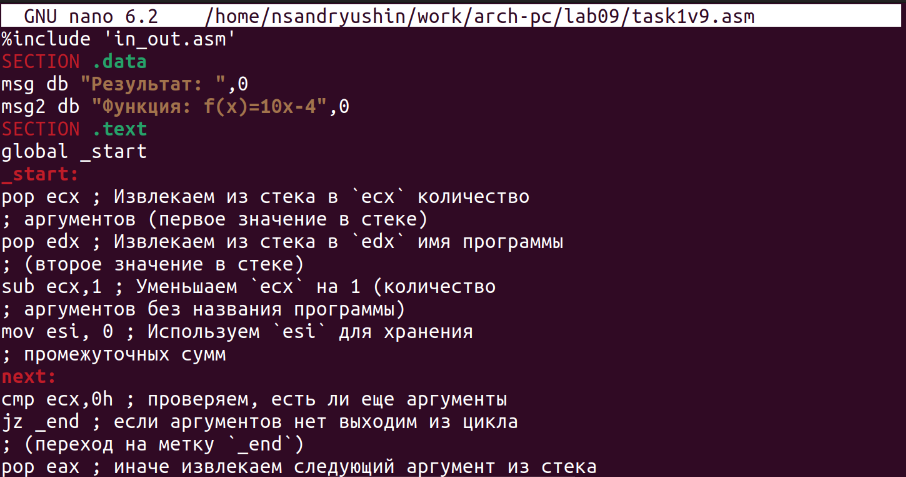 GNU nano 6.2    /home/nsandryushin/work/arch-pc/lab09/task1v9.asm
%include 'in_out.asm'
SECTION .data
msg db "Результат: ",0
msg2 db "Функция: f(x)=10x-4",0
SECTION .text
global _start
_start:
pop ecx ; Извлекаем из стека в `ecx` количество
; аргументов (первое значение в стеке)
pop edx ; Извлекаем из стека в `edx` имя программы
; (второе значение в стеке)
sub ecx,1 ; Уменьшаем `ecx` на 1 (количество
; аргументов без названия программы)
mov esi, 0 ; Используем `esi` для хранения
; промежуточных сумм
next:
cmp ecx,0h ; проверяем, есть ли еще аргументы
jz _end ; если аргументов нет выходим из цикла
; (переход на метку `_end`)
pop eax ; иначе извлекаем следующий аргумент из стека